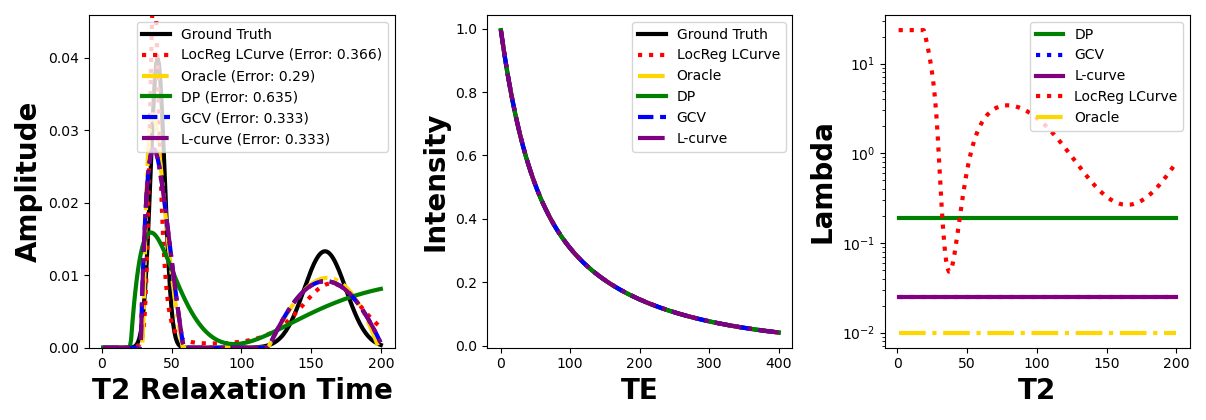 Amplitude
0.04
0.03
0.02
0.01
0.00
0 50 100 150 200
T2 Relaxation Time
Ground Truth
LocReg LCurve (Error: 0.366)
Oracle (Error: 0.29)
DP (Error: 0.635)
GCV (Error: 0.333)
L-curve (Error: 0.333)
Intensity
1.0
0.8
0.6
0.4
0.2
0.0
0 100 200 300 400
TE
Ground Truth
LocReg LCurve
Oracle
DP
GCV
L-curve
Lambda
10¹
10⁰
10⁻¹
10⁻²
0 50 100 150 200
T2
DP
GCV
L-curve
LocReg LCurve
Oracle